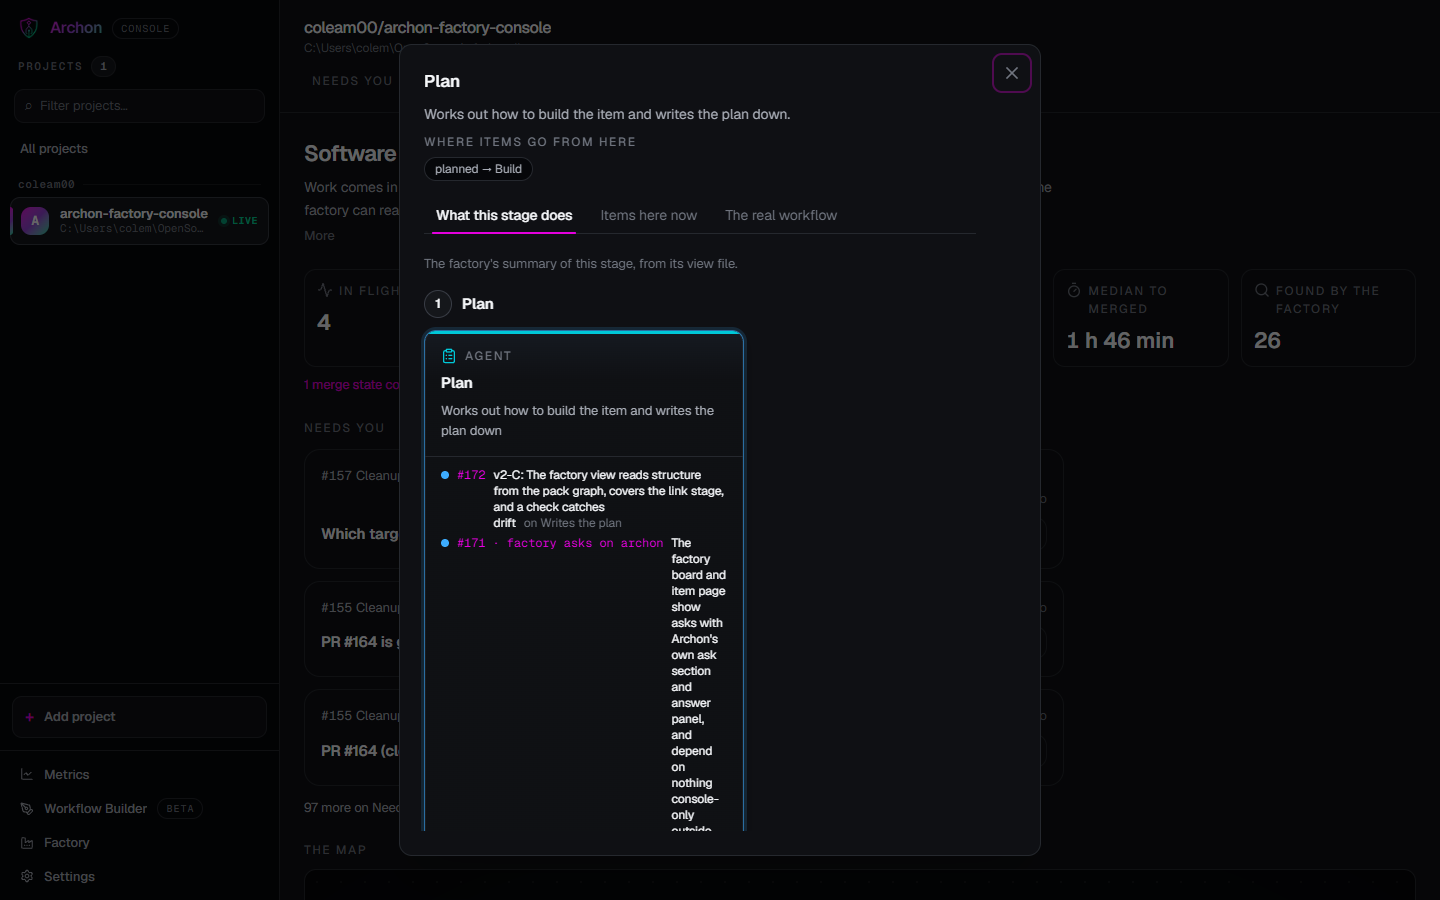 Archon CONSOLE
PROJECTS 1
Filter projects...
All projects
coleam00
A archon-factory-console LIVE
C:\Users\colem\OpenSo...
Add project
Metrics
Workflow Builder BETA
Factory
Settings
coleam00/archon-factory-console
C:\Users\colem\O
NEEDS YOU
Software
Work comes in
factory can rea
More
IN FLIGH
4
MEDIAN TO
MERGED
1 h 46 min
FOUND BY THE
FACTORY
26
1 merge state co
NEEDS YOU
#157 Cleanu
Which targ
#155 Cleanu
PR #164 is
#155 Cleanu
PR #164 (cl
97 more on Nee
THE MAP
Plan
Works out how to build the item and writes the plan down.
WHERE ITEMS GO FROM HERE
planned → Build
What this stage does Items here now The real workflow
The factory's summary of this stage, from its view file.
1 Plan
AGENT
Plan
Works out how to build the item and writes the
plan down
#172 v2-C: The factory view reads structure
from the pack graph, covers the link stage,
and a check catches
drift on Writes the plan
#171 · factory asks on archon The
factory
board and
item page
show
asks with
Archon's
own ask
section
and
answer
panel,
and
depend
on
nothing
console-
only
outside